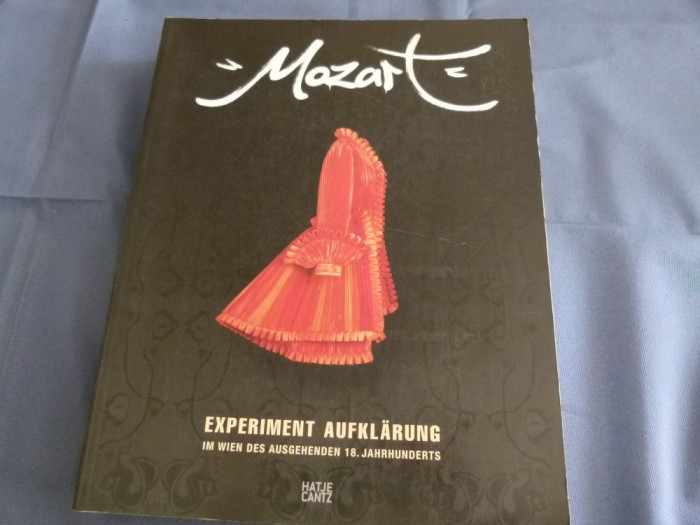 Mozart
EXPERIMENT AUFKLÄRUNG
IM WIEN DES AUSGEHENDEN 18. JAHRHUNDERTS
HATJE
CANTZ